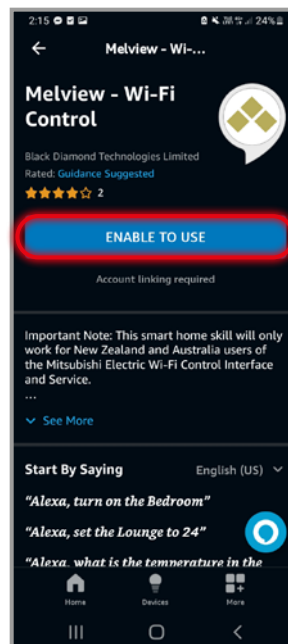 2:15
24%
Melview - Wi-...
Melview - Wi-Fi
Control
Black Diamond Technologies Limited
Rated: Guidance Suggested
2
ENABLE TO USE
Account linking required
Important Note: This smart home skill will only
work for New Zealand and Australia users of
the Mitsubishi Electric Wi-Fi Control Interface
and Service.
...
See More
Start By Saying
English (US)
"Alexa, turn on the Bedroom"
"Alexa, set the Lounge to 24"
"Alexa, what is the temperature in the
Home
Devices
More